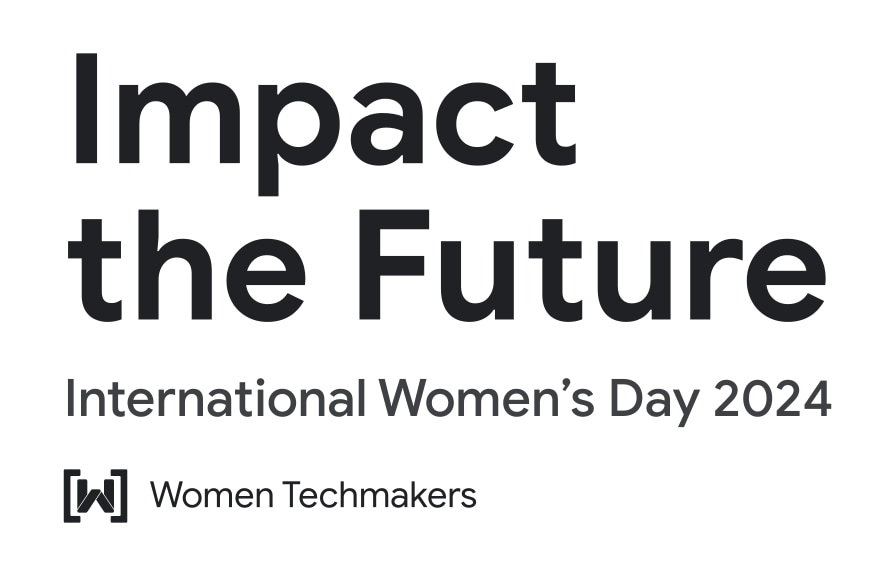 Impact
the Future
International Women’s Day 2024
[W] Women Techmakers